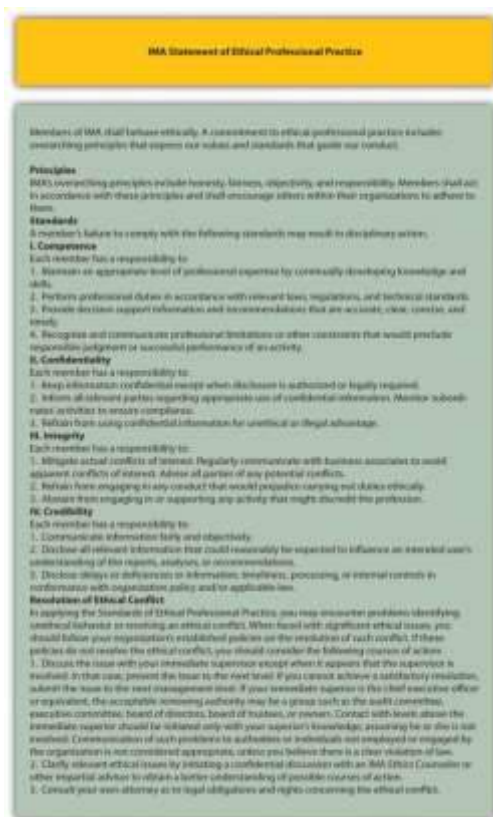 IMA Statement of Ethical Professional Practice
Members of IMA shall behave ethically. A commitment to ethical professional practice includes
overarching principles that express our values and standards that guide our conduct.
Principles
IMA's overarching principles include: honesty, fairness, objectivity, and responsibility. Members shall act
in accordance with these principles and shall encourage others within their organizations to adhere to
them.
Standards
A member's failure to comply with the following standards may result in disciplinary action.
I. Competence
Each member has a responsibility to:
1. Maintain an appropriate level of professional expertise by continually developing knowledge and
skills.
2. Perform professional duties in accordance with relevant laws, regulations, and technical standards.
3. Provide decision support information and recommendations that are accurate, clear, concise, and
timely.
4. Recognize and communicate professional limitations or other constraints that would preclude
responsible judgment or successful performance of an activity.
II. Confidentiality
Each member has a responsibility to:
1. Keep information confidential except when disclosure is authorized or legally required.
2. Inform all relevant parties regarding appropriate use of confidential information. Monitor subordi-
nates' activities to ensure compliance.
3. Refrain from using confidential information for unethical or illegal advantage.
III. Integrity
Each member has a responsibility to:
1. Mitigate actual conflicts of interest. Regularly communicate with business associates to avoid
apparent conflicts of interest. Advise all parties of any potential conflicts.
2. Refrain from engaging in any conduct that would prejudice carrying out duties ethically.
3. Abstain from engaging in or supporting any activity that might discredit the profession.
IV. Credibility
Each member has a responsibility to:
1. Communicate information fairly and objectively.
2. Disclose all relevant information that could reasonably be expected to influence an intended user's
understanding of the reports, analyses, or recommendations.
3. Disclose delays or deficiencies in information, timeliness, processing, or internal controls in
conformance with organization policy and/or applicable law.
Resolution of Ethical Conflict
In applying the Standards of Ethical Professional Practice, you may encounter problems identifying
unethical behavior or resolving an ethical conflict. When faced with significant ethical issues, you
should follow your organization's established policies on the resolution of such conflict. If these
policies do not resolve the ethical conflict, you should consider the following courses of action:
1. Discuss the issue with your immediate supervisor except when it appears that the supervisor is
involved. In that case, present the issue to the next level. If you cannot achieve a satisfactory resolution,
submit the issue to the next management level. If your immediate superior is the chief executive officer
or equivalent, the acceptable reviewing authority may be a group such as the audit committee,
executive committee, board of directors, board of trustees, or owners. Contact with levels above the
immediate superior should be initiated only with your superior's knowledge, assuming he or she is not
involved. Communication of such problems to authorities or individuals not employed or engaged by
the organization is not considered appropriate, unless you believe there is a clear violation of law.
2. Clarify relevant ethical issues by initiating a confidential discussion with an IMA Ethics Counselor or
other impartial advisor to obtain a better understanding of possible courses of action.
3. Consult your own attorney as to legal obligations and rights concerning the ethical conflict.